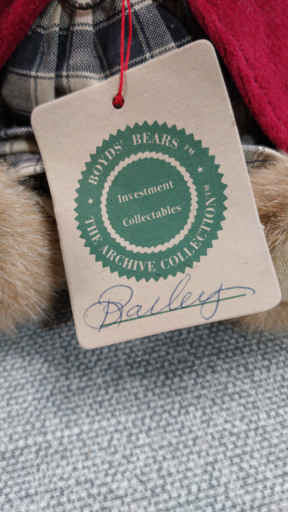 BOYDS' BEARS™
Investment
Collectables
THE ARCHIVE COLLECTION™
Bailey